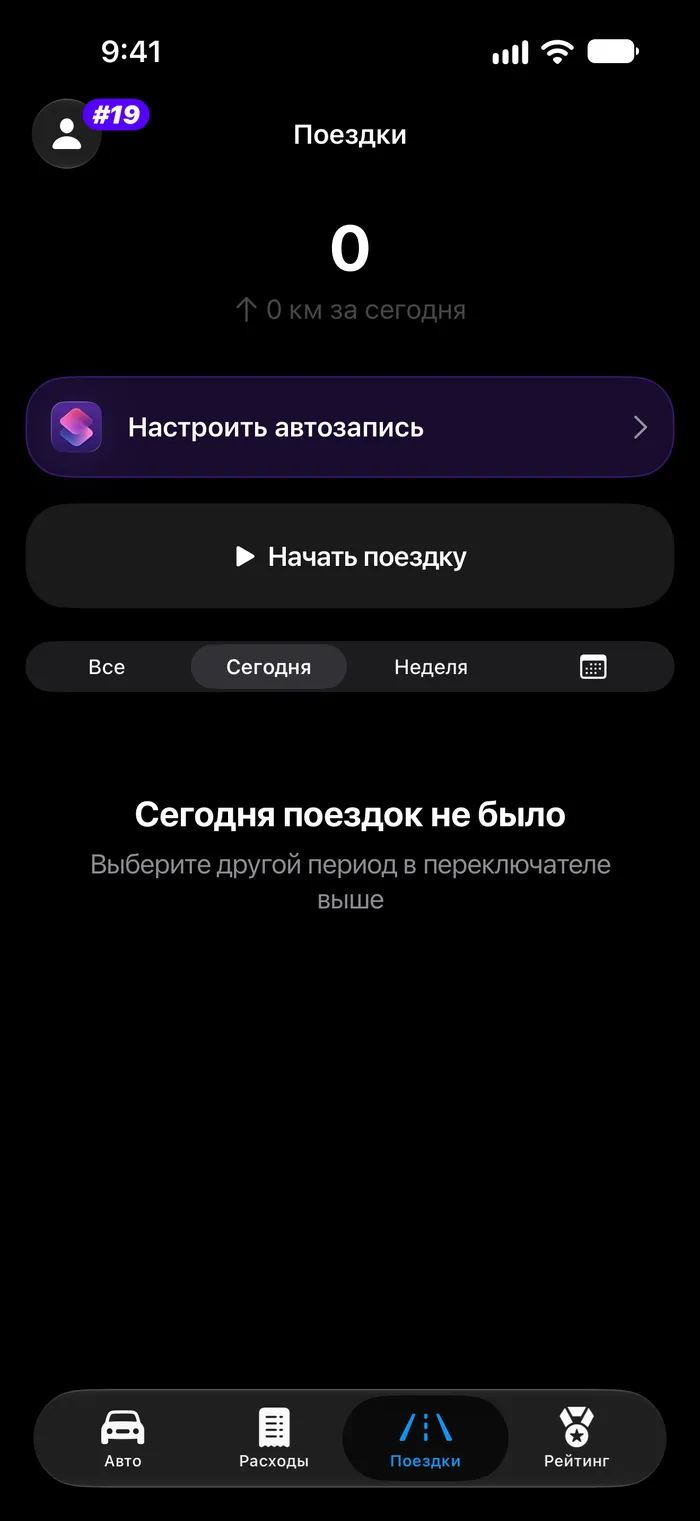 9:41
#19
Поездки
0
↑ 0 км за сегодня
Настроить автозапись
Начать поездку
Все
Сегодня
Неделя
Сегодня поездок не было
Выберите другой период в переключателе
выше
Авто
Расходы
Поездки
Рейтинг